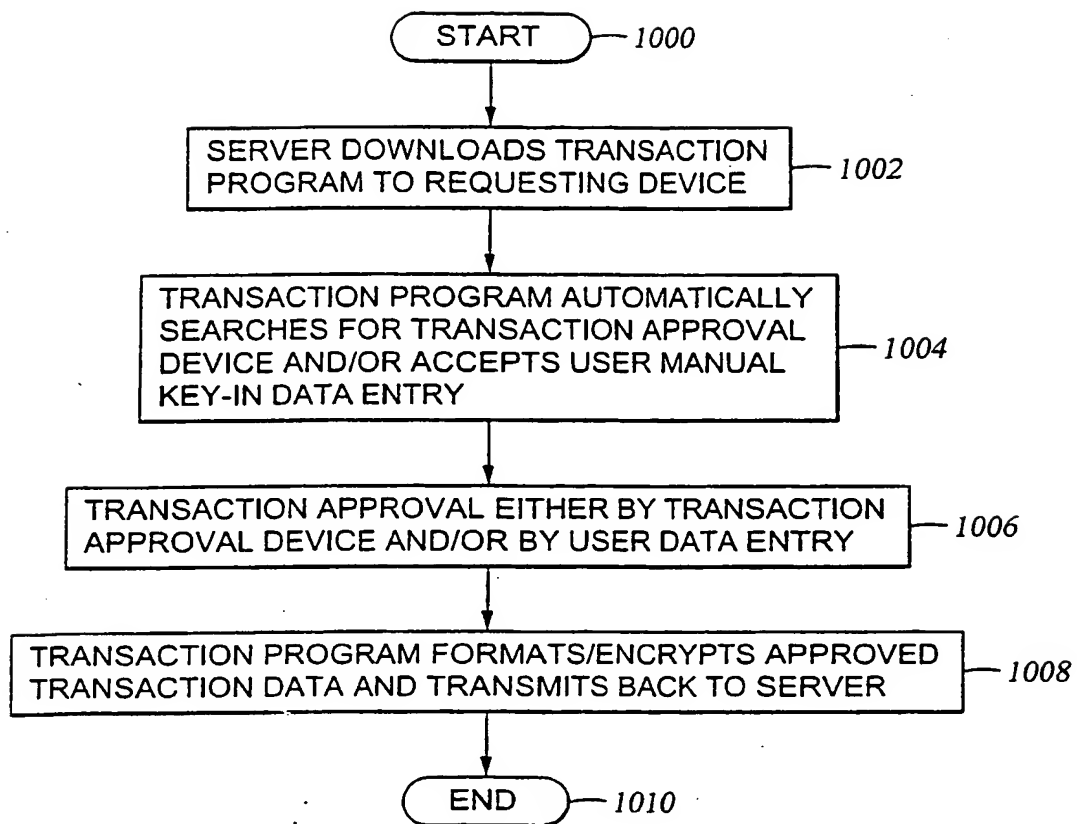 START
1000
SERVER DOWNLOADS TRANSACTION
PROGRAM TO REQUESTING DEVICE
1002
TRANSACTION PROGRAM AUTOMATICALLY
SEARCHES FOR TRANSACTION APPROVAL
DEVICE AND/OR ACCEPTS USER MANUAL
KEY-IN DATA ENTRY
1004
TRANSACTION APPROVAL EITHER BY TRANSACTION
APPROVAL DEVICE AND/OR BY USER DATA ENTRY
1006
TRANSACTION PROGRAM FORMATS/ENCRYPTS APPROVED
TRANSACTION DATA AND TRANSMITS BACK TO SERVER
1008
END
1010